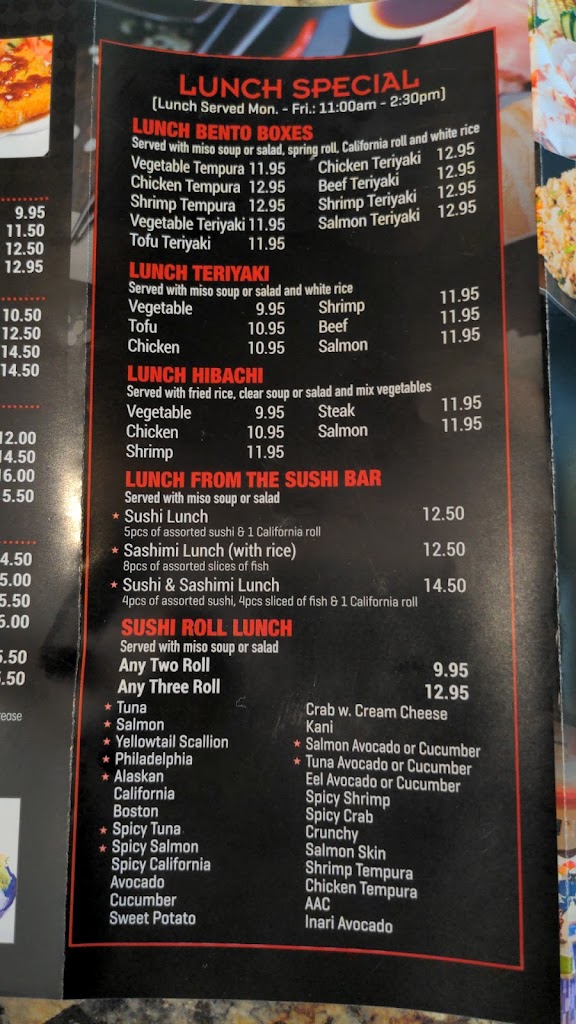 LUNCH SPECIAL
(Lunch Served Mon. - Fri.: 11:00am - 2:30pm)
LUNCH BENTO BOXES
Served with miso soup or salad, spring roll, California roll and white rice
Vegetable Tempura 11.95
Chicken Tempura 12.95
Shrimp Tempura 12.95
Vegetable Teriyaki 11.95
Tofu Teriyaki 11.95
Chicken Teriyaki 12.95
Beef Teriyaki 12.95
Shrimp Teriyaki 12.95
Salmon Teriyaki 12.95
LUNCH TERIYAKI
Served with miso soup or salad and white rice
Vegetable 9.95
Tofu 10.95
Chicken 10.95
Shrimp 11.95
Beef 11.95
Salmon 11.95
LUNCH HIBACHI
Served with fried rice, clear soup or salad and mix vegetables
Vegetable 9.95
Chicken 10.95
Shrimp 11.95
Steak 11.95
Salmon 11.95
LUNCH FROM THE SUSHI BAR
Served with miso soup or salad
★ Sushi Lunch 12.50
5pcs of assorted sushi & 1 California roll
★ Sashimi Lunch (with rice) 12.50
8pcs of assorted slices of fish
★ Sushi & Sashimi Lunch 14.50
4pcs of assorted sushi, 4pcs sliced of fish & 1 California roll
SUSHI ROLL LUNCH
Served with miso soup or salad
Any Two Roll 9.95
Any Three Roll 12.95
★ Tuna
★ Salmon
★ Yellowtail Scallion
★ Philadelphia
★ Alaskan
California
Boston
★ Spicy Tuna
★ Spicy Salmon
Spicy California
Avocado
Cucumber
Sweet Potato
Crab w. Cream Cheese
Kani
★ Salmon Avocado or Cucumber
★ Tuna Avocado or Cucumber
Eel Avocado or Cucumber
Spicy Shrimp
Spicy Crab
Crunchy
Salmon Skin
Shrimp Tempura
Chicken Tempura
AAC
Inari Avocado
9.95
11.50
12.50
12.95
10.50
12.50
14.50
14.50
12.00
14.50
16.00
5.50